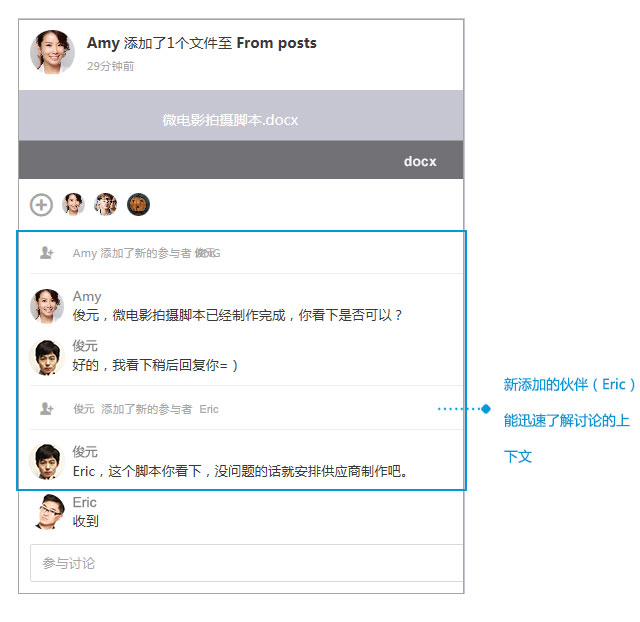 Amy 添加了1个文件至 From posts
29分钟前
微电影拍摄脚本.docx
docx
Amy 添加了新的参与者
Amy
俊元，微电影拍摄脚本已经制作完成，你看下是否可以？
俊元
好的，我看下稍后回复你=）
俊元 添加了新的参与者 Eric
俊元
Eric，这个脚本你看下，没问题的话就安排供应商制作吧。
Eric
收到
参与讨论
新添加的伙伴（Eric）
能迅速了解讨论的上
下文